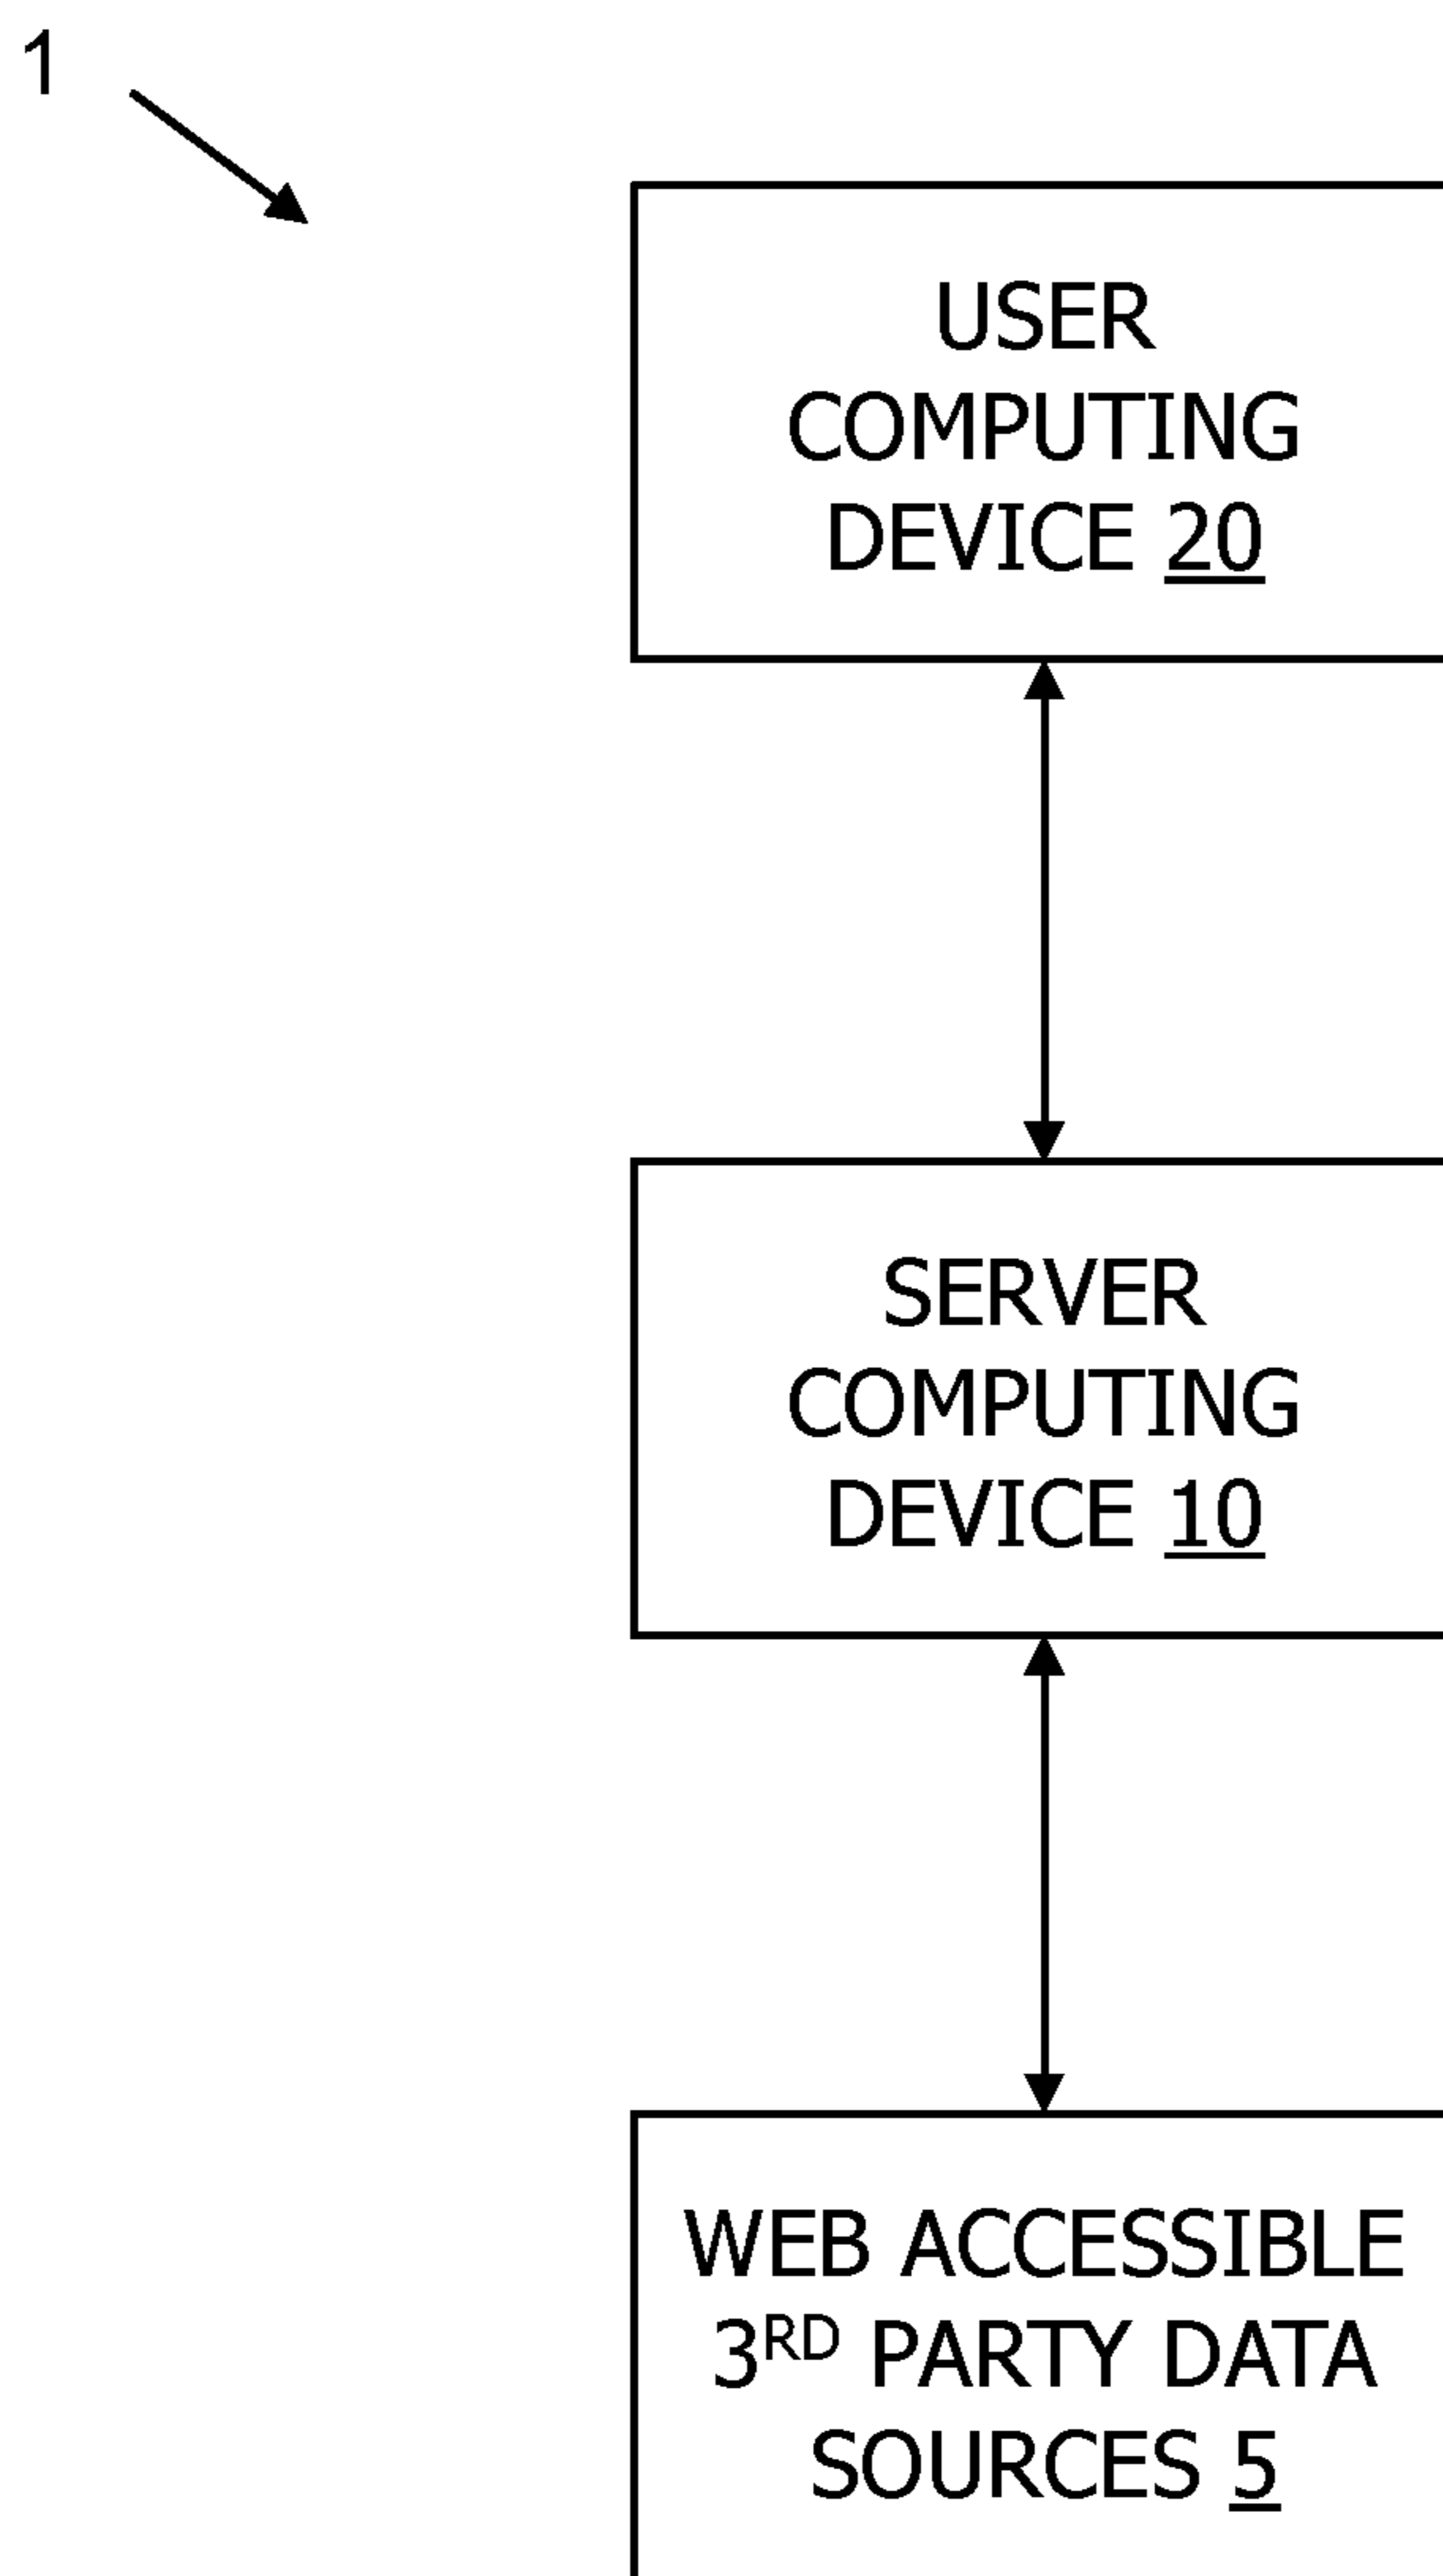 1
USER
COMPUTING
DEVICE 20
SERVER
COMPUTING
DEVICE 10
WEB ACCESSIBLE
3RD PARTY DATA
SOURCES 5